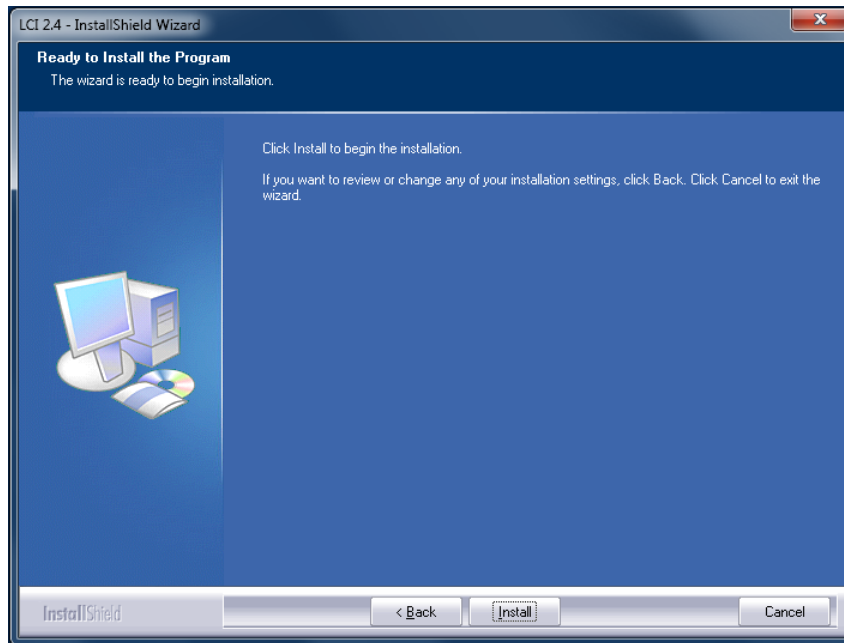 LCI 2.4 - InstallShield Wizard
Ready to Install the Program
The wizard is ready to begin installation.
Click Install to begin the installation.
If you want to review or change any of your installation settings, click Back. Click Cancel to exit the
wizard.
InstallShield
< Back
Install
Cancel